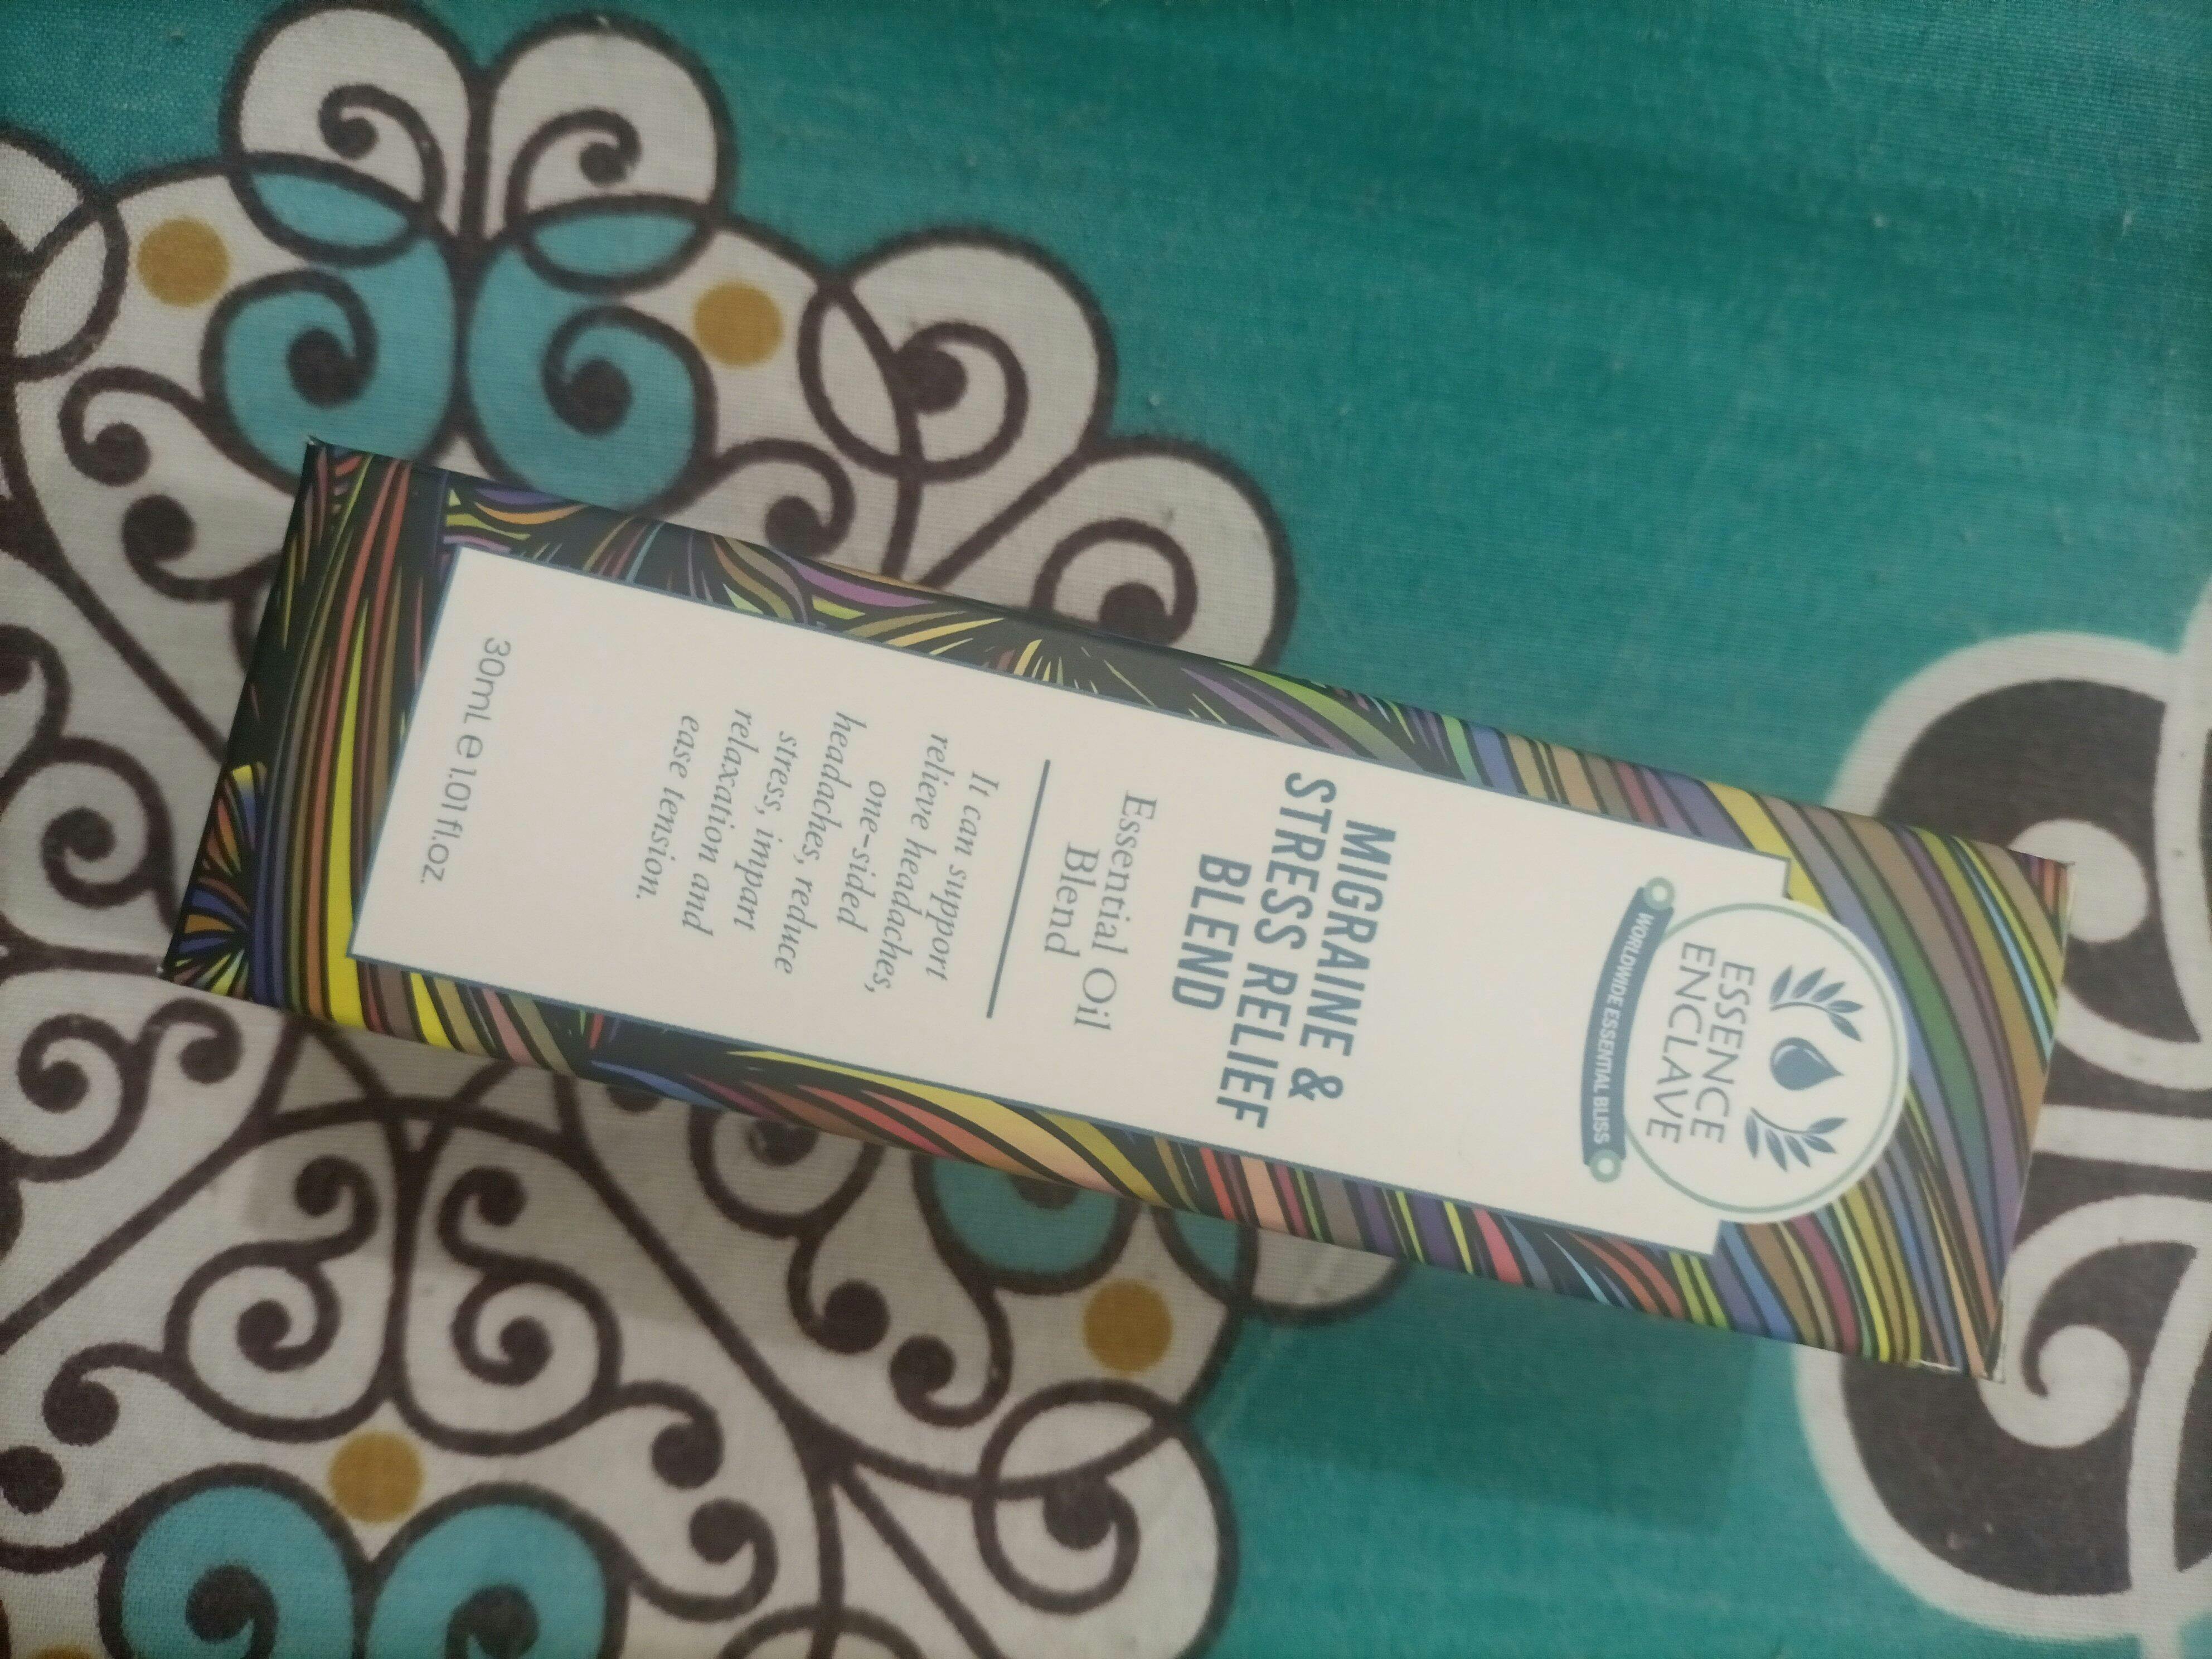 ESSENCE
ENCLAVE
WORLDWIDE ESSENTIAL BLISS
MIGRAINE &
STRESS RELIEF
BLEND
Essential Oil
Blend
It can support
relieve headaches,
one-sided
headaches, reduce
stress, impart
relaxation and
ease tension.
30ml ℮ 1.01 fl.oz.